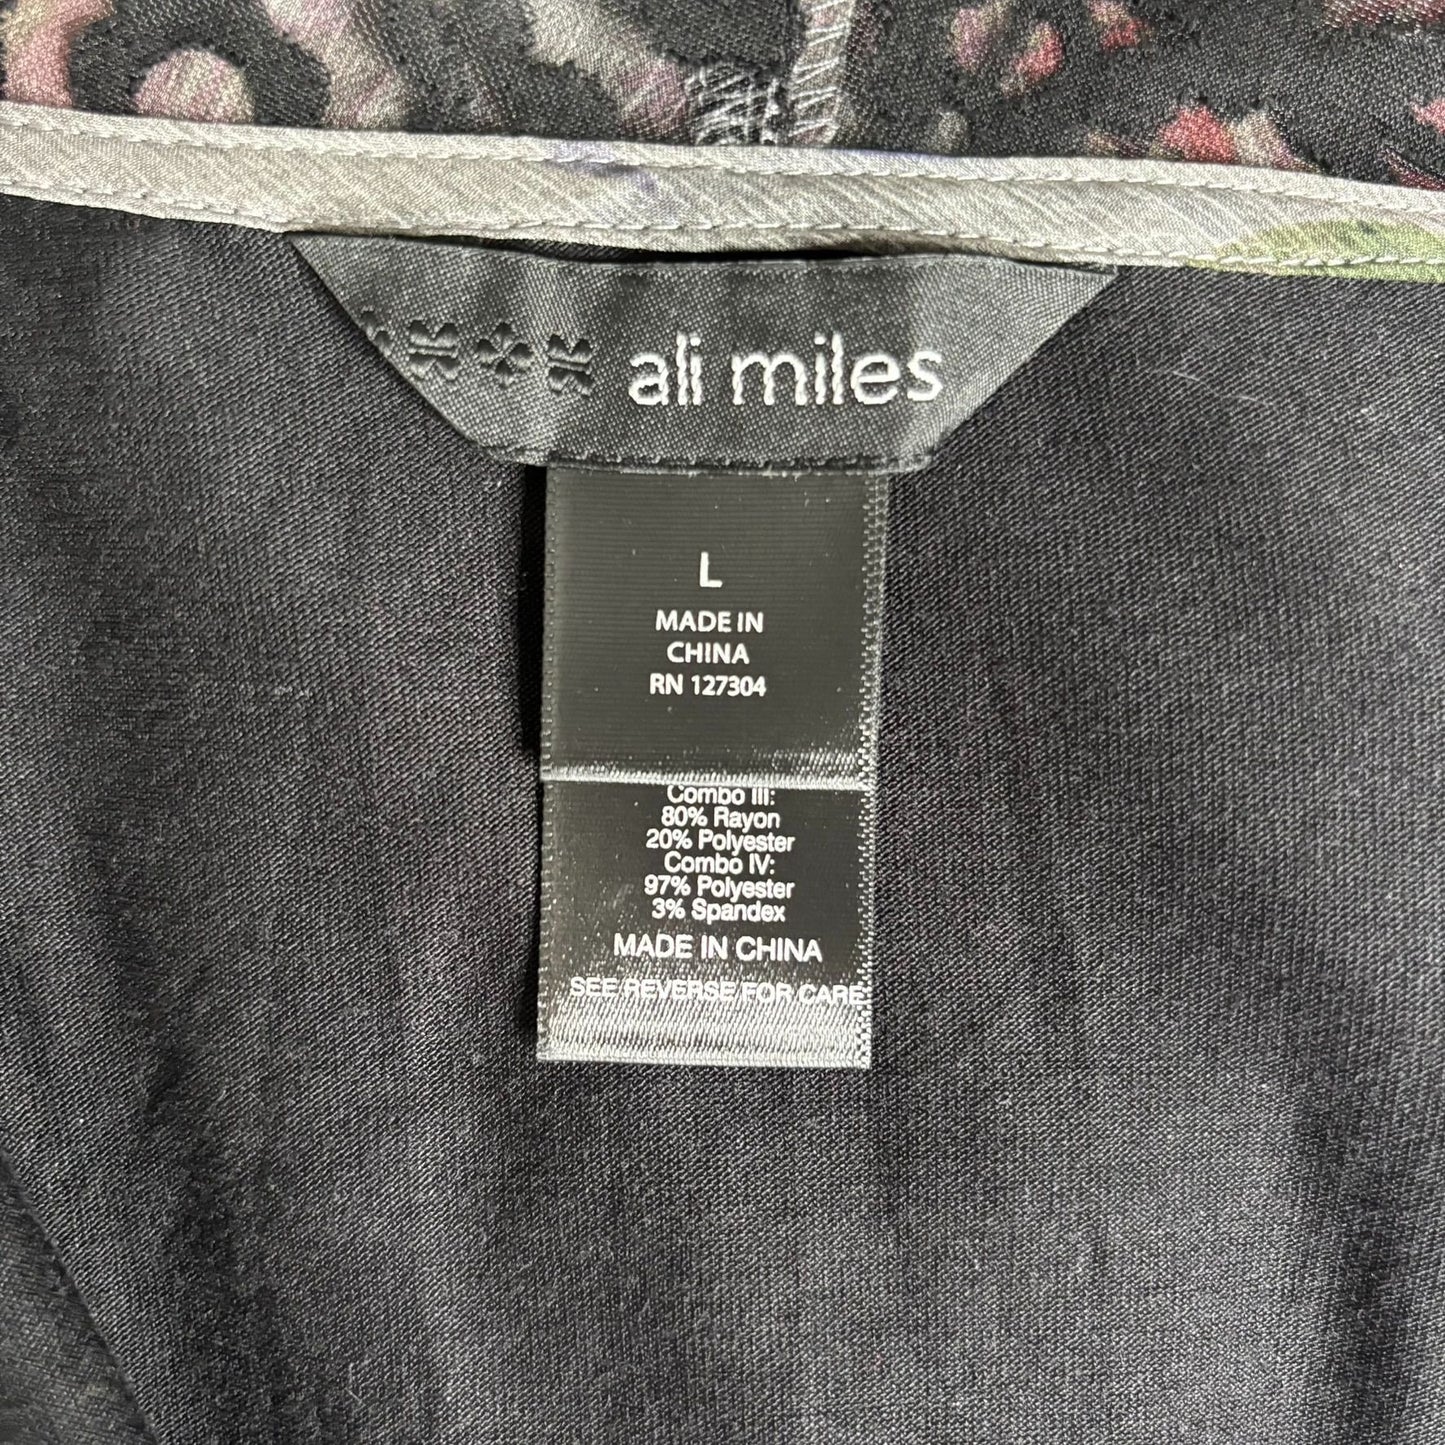 ali miles
L
MADE IN
CHINA
RN 127304
Combo III:
80% Rayon
20% Polyester
Combo IV:
97% Polyester
3% Spandex
MADE IN CHINA
SEE REVERSE FOR CARE